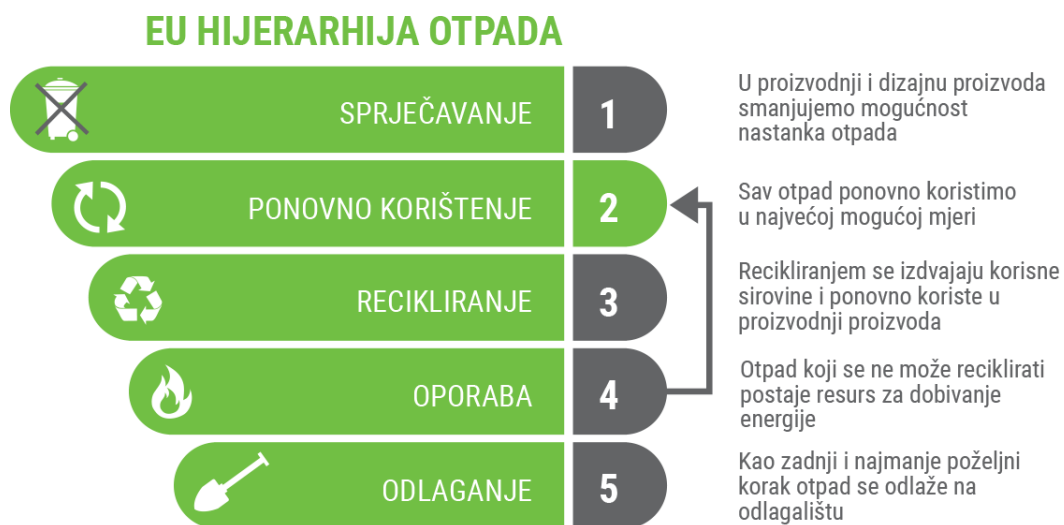 EU HIJERARHIJA OTPADA
SPRJEČAVANJE
1
U proizvodnji i dizajnu proizvoda
smanjujemo mogućnost
nastanka otpada
PONOVNO KORIŠTENJE
2
Sav otpad ponovno koristimo
u najvećoj mogućoj mjeri
RECIKLIRANJE
3
Recikliranjem se izdvajaju korisne
sirovine i ponovno koriste u
proizvodnji proizvoda
OPORABA
4
Otpad koji se ne može reciklirati
postaje resurs za dobivanje
energije
ODLAGANJE
5
Kao zadnji i najmanje poželjni
korak otpad se odlaže na
odlagalištu